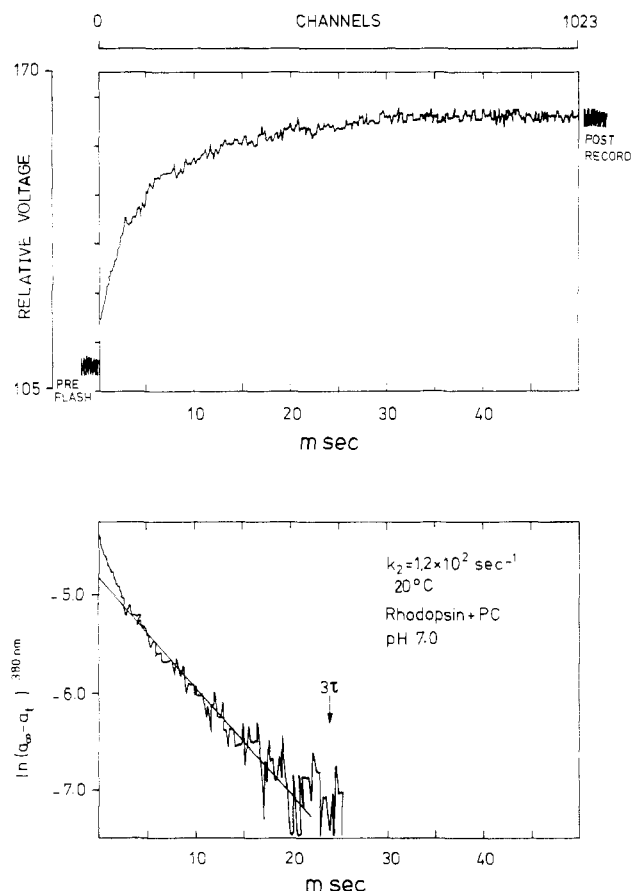 0 CHANNELS 1023
170
RELATIVE VOLTAGE
105
PRE
FLASH
POST
RECORD
10 20 30 40
m sec
ln (a∞-at) 380 nm
-5.0
-6.0
-7.0
k2=1,2×10² sec⁻¹
20°C
Rhodopsin + PC
pH 7.0
3τ
10 20 30 40
m sec